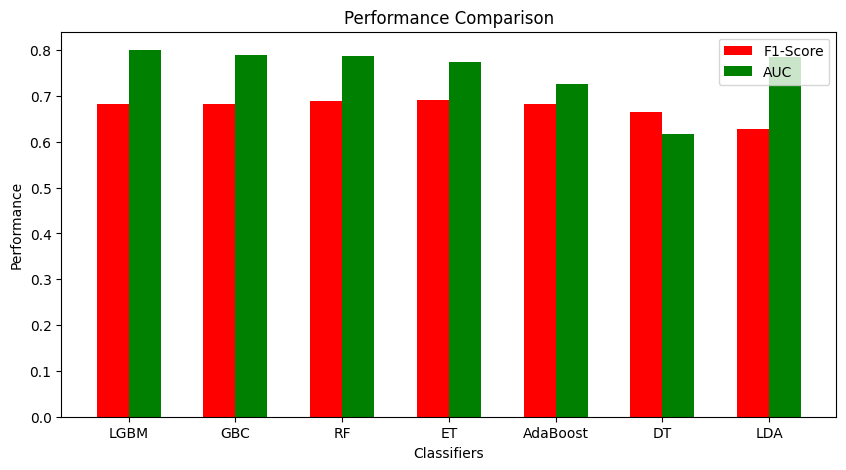 Performance Comparison
F1-Score
AUC
Performance
0.8
0.7
0.6
0.5
0.4
0.3
0.2
0.1
0.0
LGBM
GBC
RF
ET
AdaBoost
DT
LDA
Classifiers